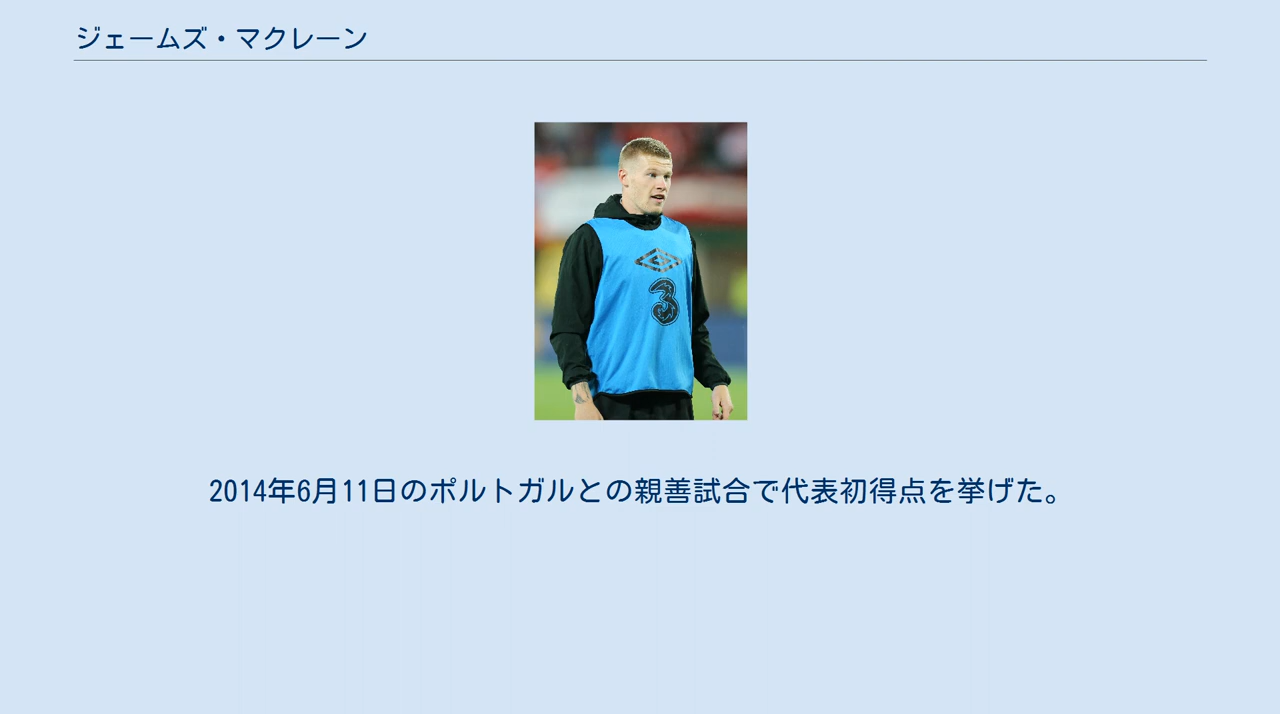 ジェームズ・マクレーン
3
2014年6月11日のポルトガルとの親善試合で代表初得点を挙げた。